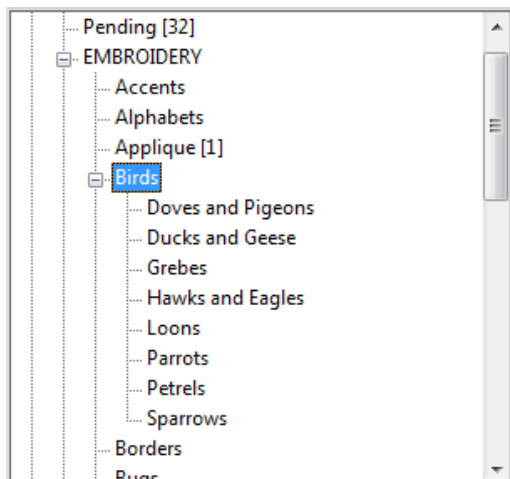 Pending [32]
EMBROIDERY
Accents
Alphabets
Applique [1]
Birds
Doves and Pigeons
Ducks and Geese
Grebes
Hawks and Eagles
Loons
Parrots
Petrels
Sparrows
Borders
Bugs